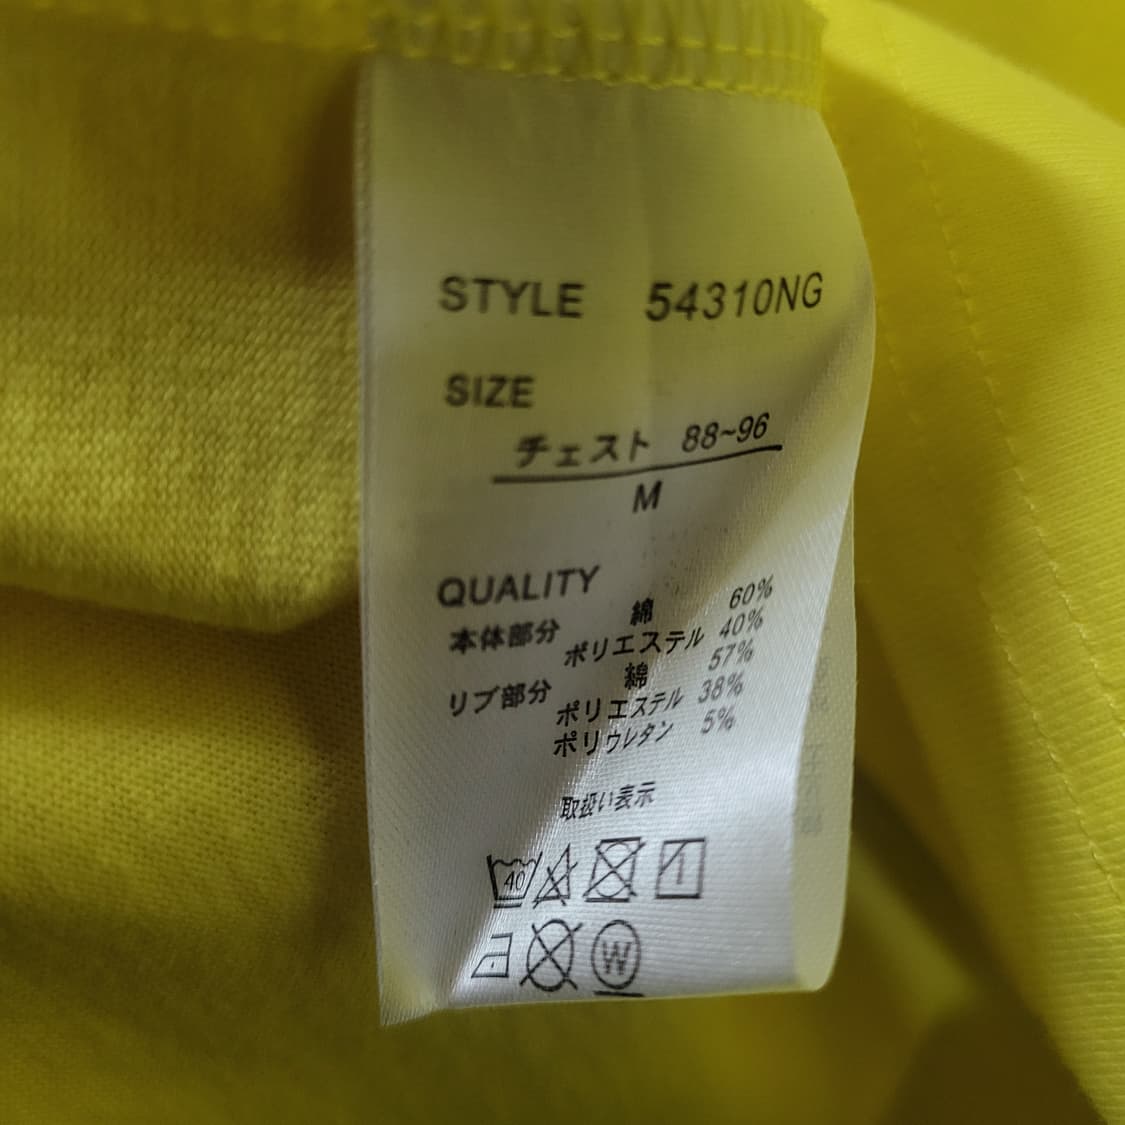 STYLE 54310NG
SIZE
チェスト 88~96
M
QUALITY
本体部分 綿 60%
ポリエステル 40%
リブ部分 綿 57%
ポリエステル 38%
ポリウレタン 5%
取扱い表示
40
W